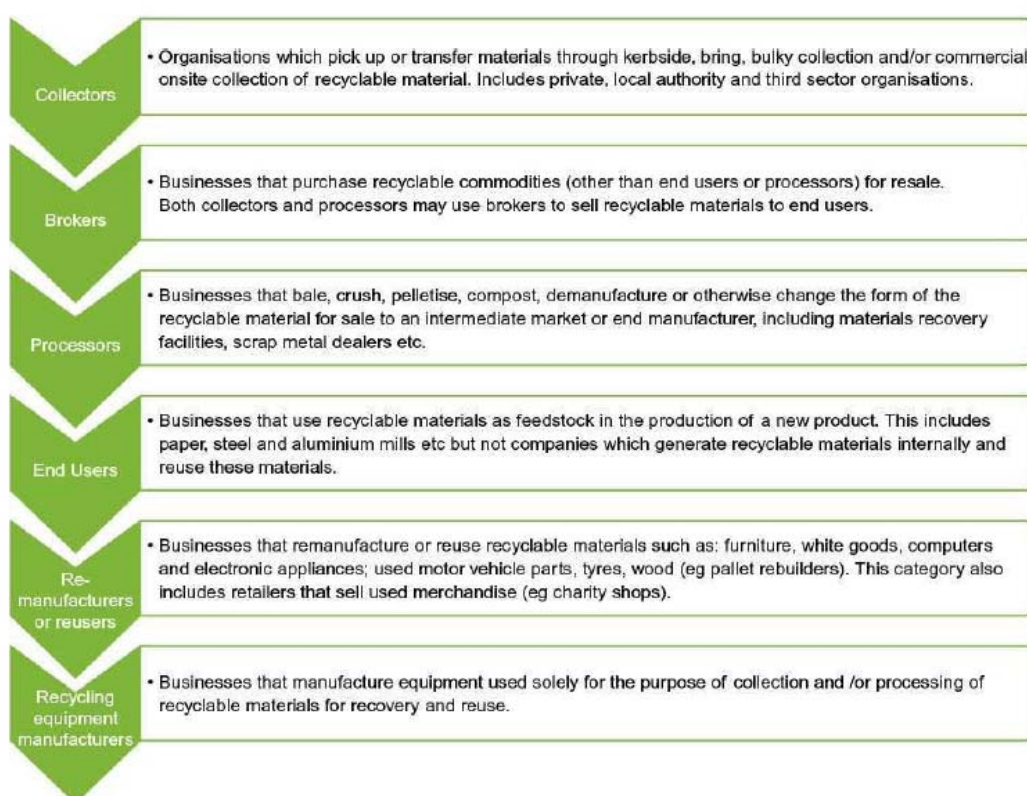 Collectors
• Organisations which pick up or transfer materials through kerbside, bring, bulky collection and/or commercial
onsite collection of recyclable material. Includes private, local authority and third sector organisations.
Brokers
• Businesses that purchase recyclable commodities (other than end users or processors) for resale.
Both collectors and processors may use brokers to sell recyclable materials to end users.
Processors
• Businesses that bale, crush, pelletise, compost, demanufacture or otherwise change the form of the
recyclable material for sale to an intermediate market or end manufacturer, including materials recovery
facilities, scrap metal dealers etc.
End Users
• Businesses that use recyclable materials as feedstock in the production of a new product. This includes
paper, steel and aluminium mills etc but not companies which generate recyclable materials internally and
reuse these materials.
Re-
manufacturers
or reusers
• Businesses that remanufacture or reuse recyclable materials such as: furniture, white goods, computers
and electronic appliances; used motor vehicle parts, tyres, wood (eg pallet rebuilders). This category also
includes retailers that sell used merchandise (eg charity shops).
Recycling
equipment
manufacturers
• Businesses that manufacture equipment used solely for the purpose of collection and /or processing of
recyclable materials for recovery and reuse.